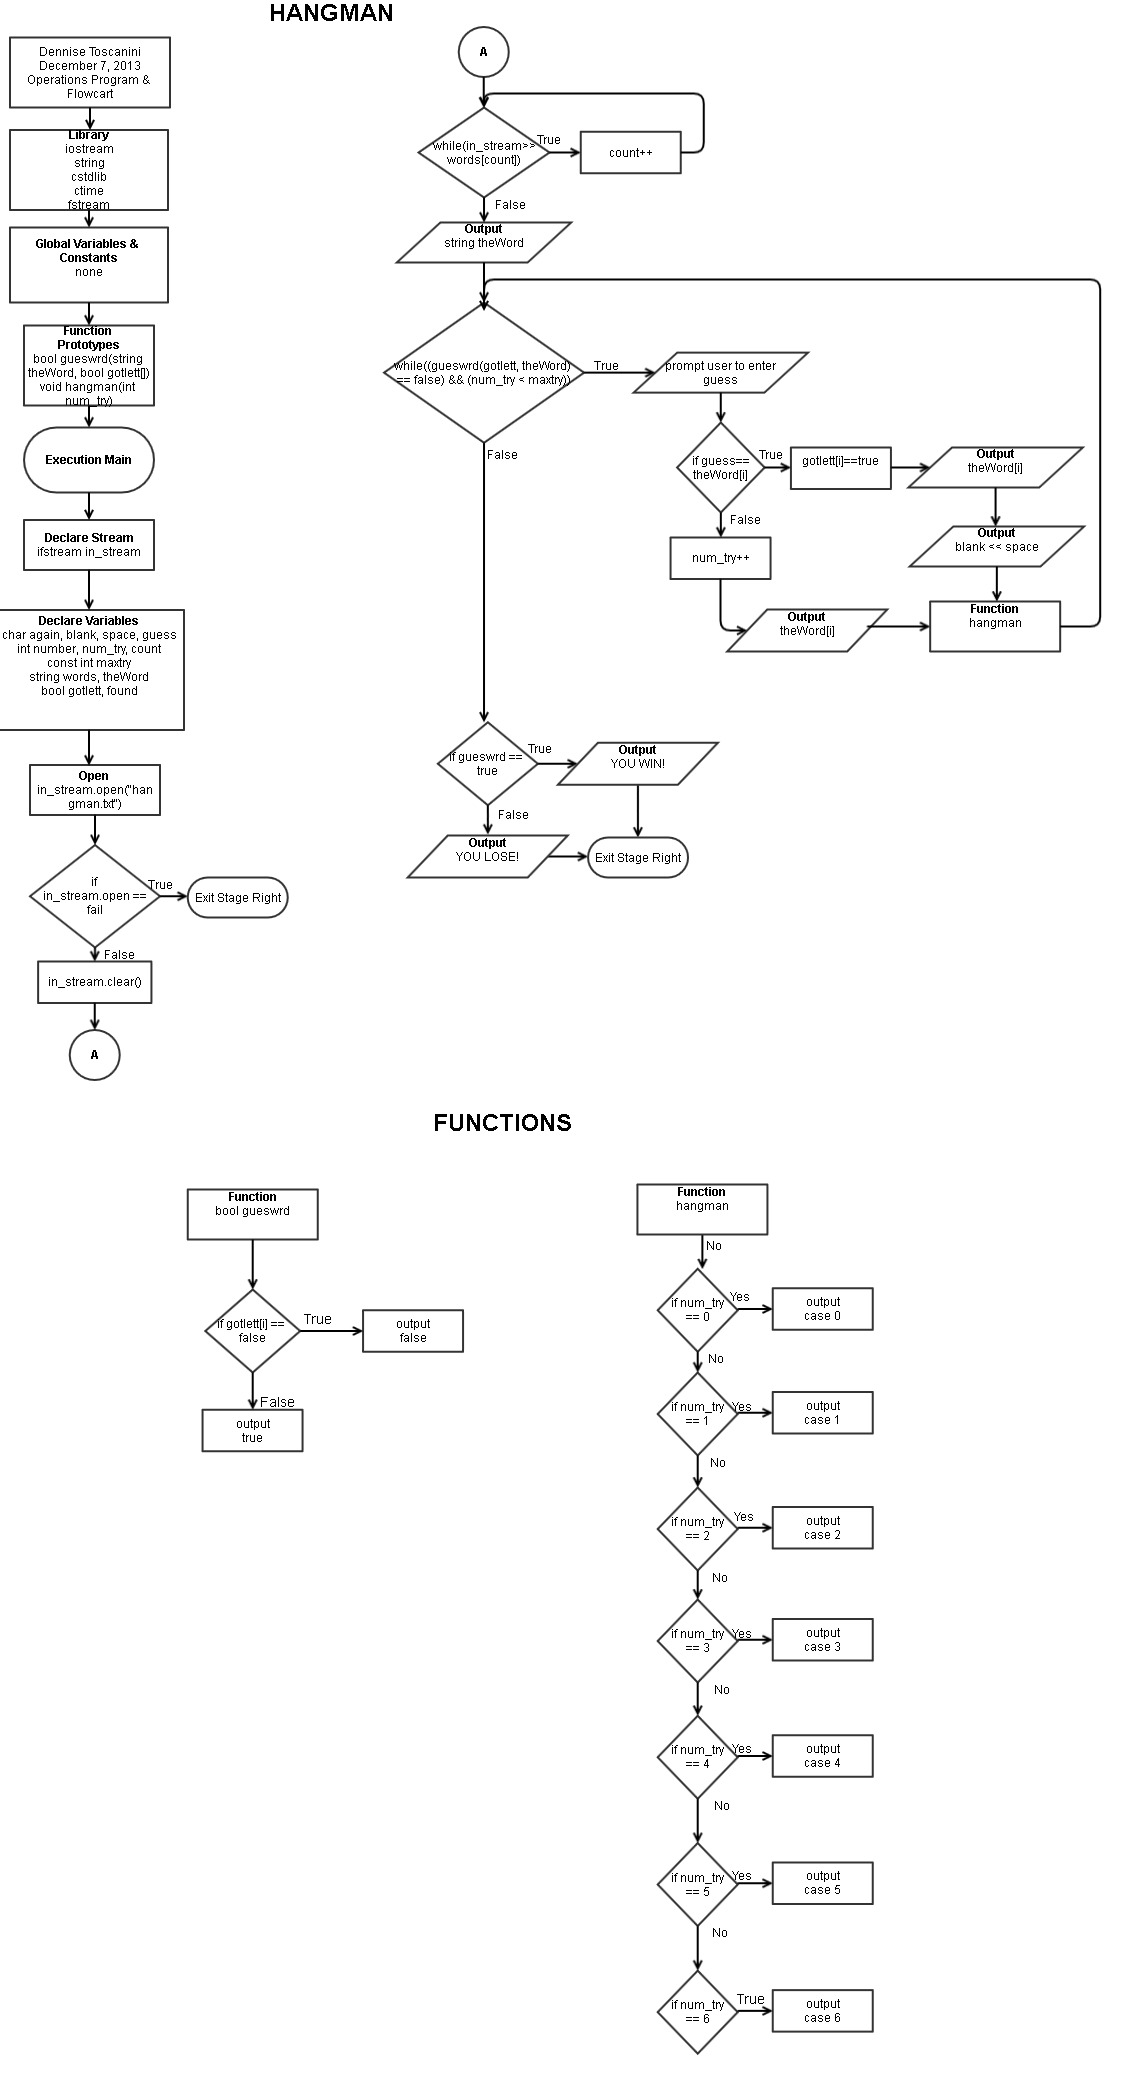 HANGMAN
Dennise Toscanini
December 7, 2013
Operations Program &
Flowcart
Library
iostream
string
cstdlib
ctime
fstream
Global Variables &
Constants
none
Function
Prototypes
bool gueswrd(string
theWord, bool gotlett[])
void hangman(int
num_try)
Execution Main
Declare Stream
ifstream in_stream
Declare Variables
char again, blank, space, guess
int number, num_try, count
const int maxtry
string words, theWord
bool gotlett, found
Open
in_stream.open("han
gman.txt")
if
in_stream.open ==
fail
True
Exit Stage Right
False
in_stream.clear()
A
A
while(in_stream>>
words[count])
True
count++
False
Output
string theWord
while((gueswrd(gotlett, theWord)
== false) && (num_try < maxtry))
True
prompt user to enter
guess
if guess==
theWord[i]
True
gotlett[i]==true
Output
theWord[i]
Output
blank << space
False
num_try++
Output
theWord[i]
Function
hangman
False
if gueswrd ==
true
True
Output
YOU WIN!
False
Output
YOU LOSE!
Exit Stage Right
FUNCTIONS
Function
bool gueswrd
if gotlett[i] ==
false
True
output
false
False
output
true
Function
hangman
No
if num_try
== 0
Yes
output
case 0
No
if num_try
== 1
Yes
output
case 1
No
if num_try
== 2
Yes
output
case 2
No
if num_try
== 3
Yes
output
case 3
No
if num_try
== 4
Yes
output
case 4
No
if num_try
== 5
Yes
output
case 5
No
if num_try
== 6
True
output
case 6